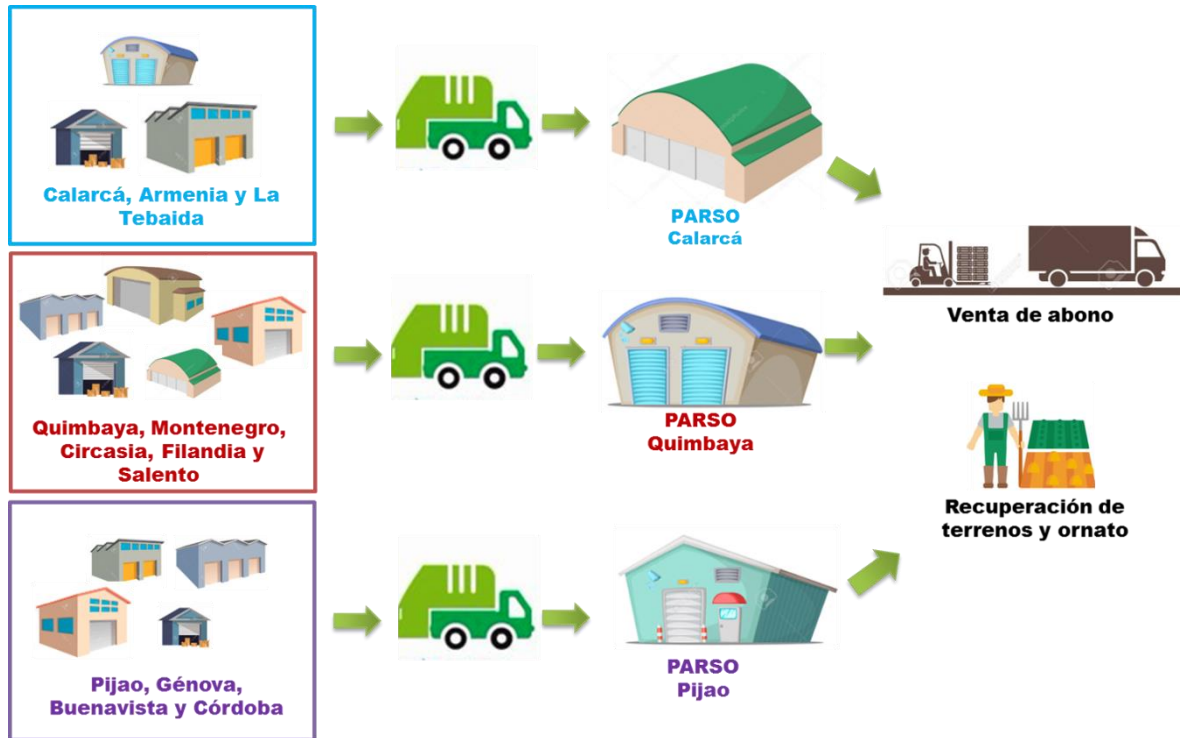 Calarcá, Armenia y La
Tebaida
PARSO
Calarcá
Venta de abono
Quimbaya, Montenegro,
Circasia, Filandia y
Salento
PARSO
Quimbaya
Recuperación de
terrenos y ornato
Pijao, Génova,
Buenavista y Córdoba
PARSO
Pijao